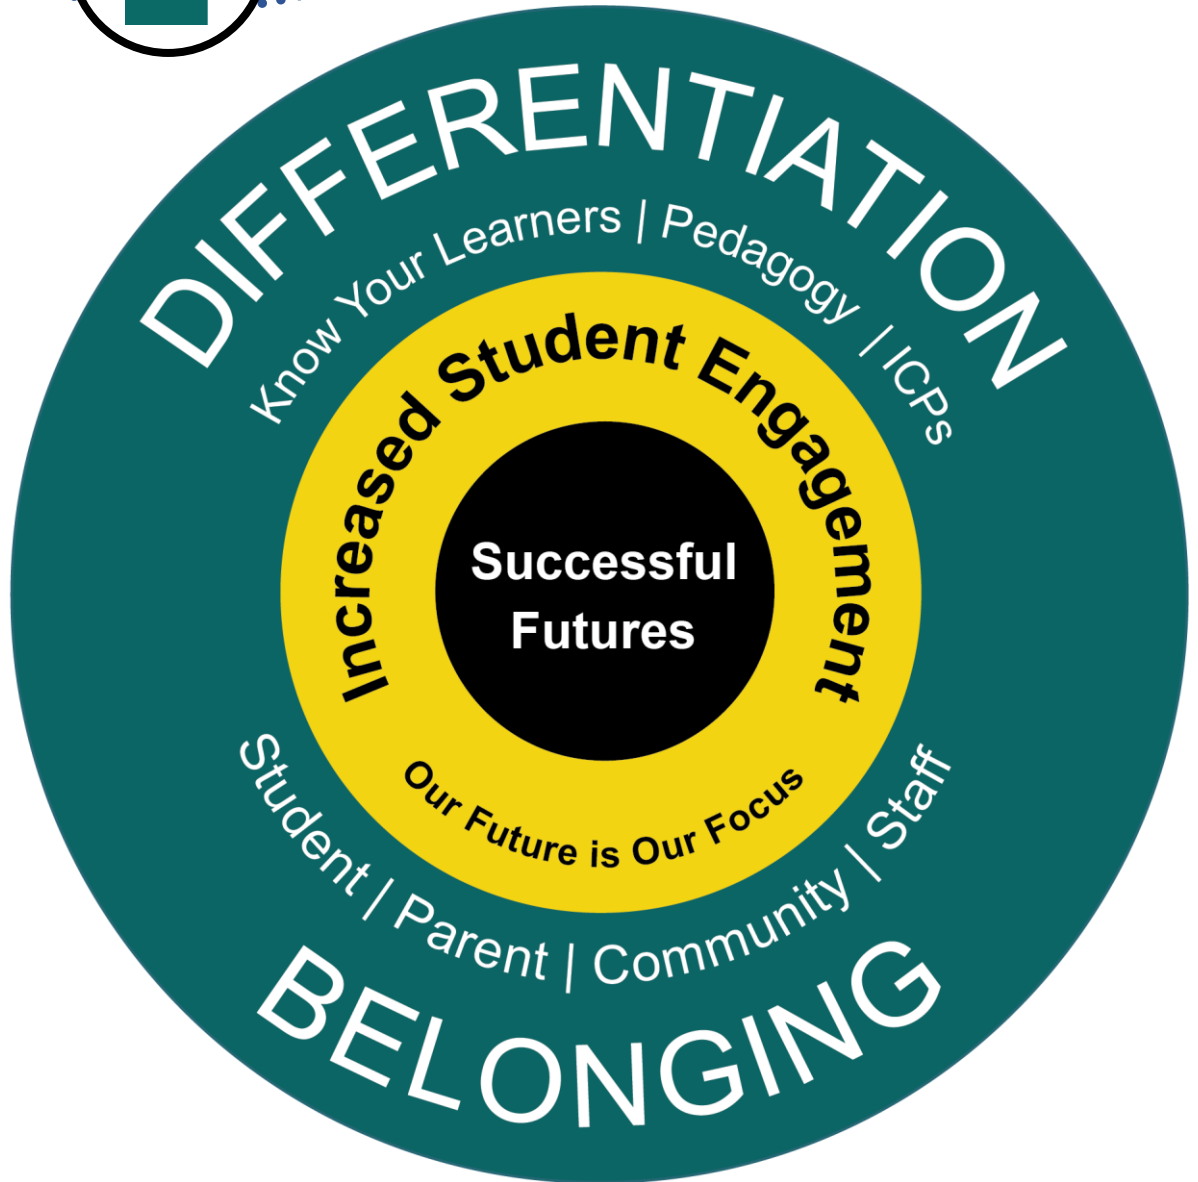 DIFFERENTIATION
Know Your Learners | Pedagogy | ICPs
Increased Student Engagement
Successful
Futures
Our Future is Our Focus
Student | Parent | Community | Staff
BELONGING